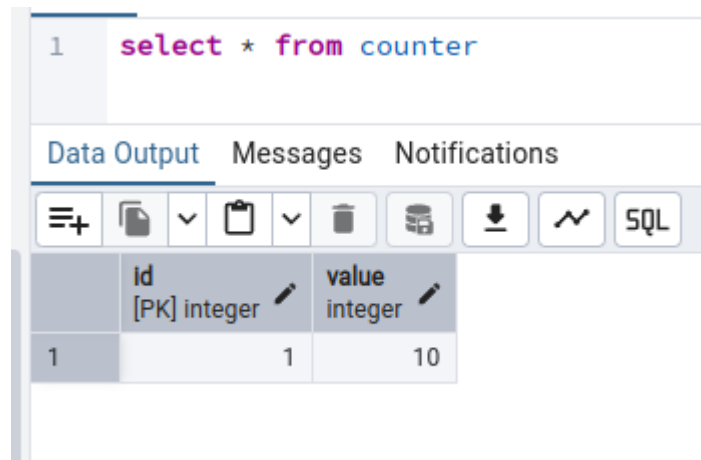 1 select * from counter
Data Output Messages Notifications
SQL
id value
[PK] integer integer
1 1 10